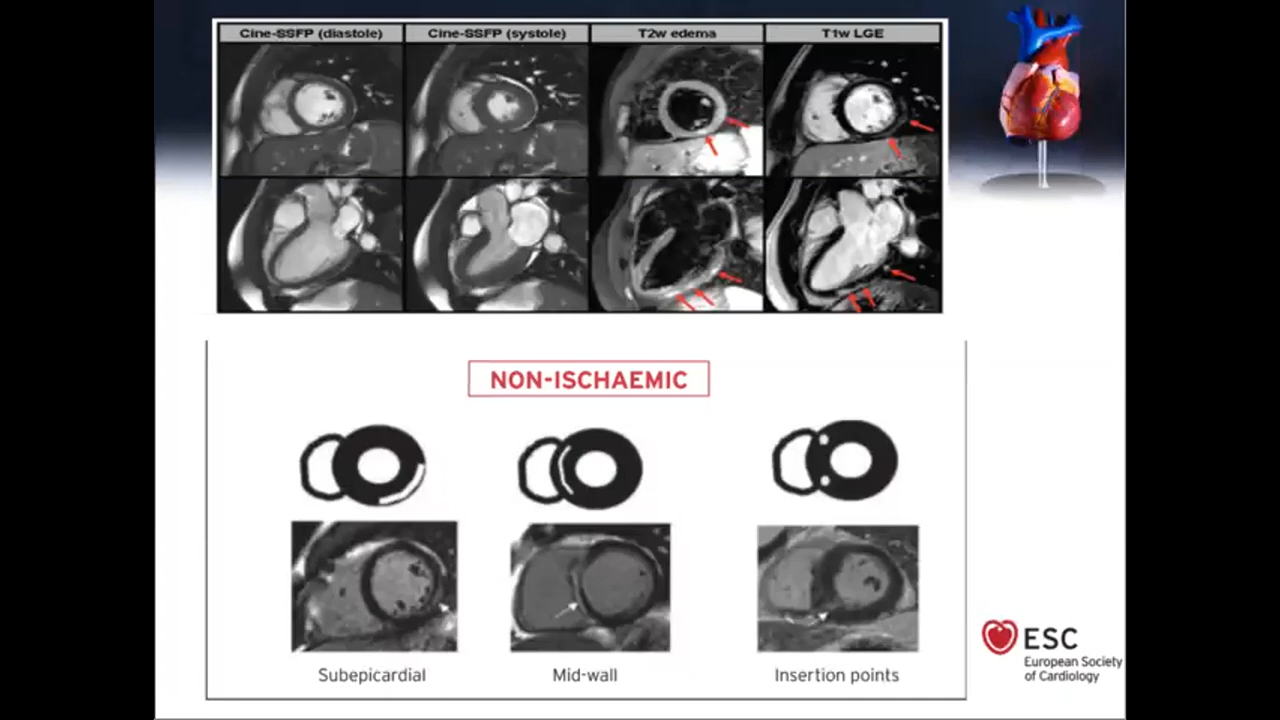 Cine-SSFP (diastole) Cine-SSFP (systole) T2w edema T1w LGE
NON-ISCHAEMIC
Subepicardial Mid-wall Insertion points
ESC
European Society
of Cardiology